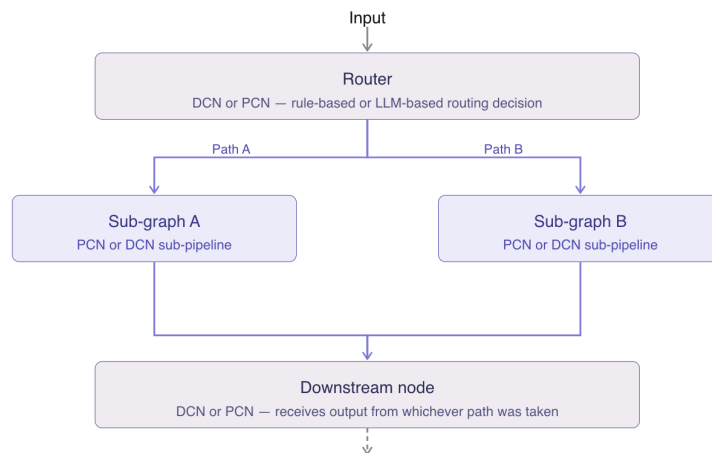 Input
Router
DCN or PCN — rule-based or LLM-based routing decision
Path A
Path B
Sub-graph A
PCN or DCN sub-pipeline
Sub-graph B
PCN or DCN sub-pipeline
Downstream node
DCN or PCN — receives output from whichever path was taken